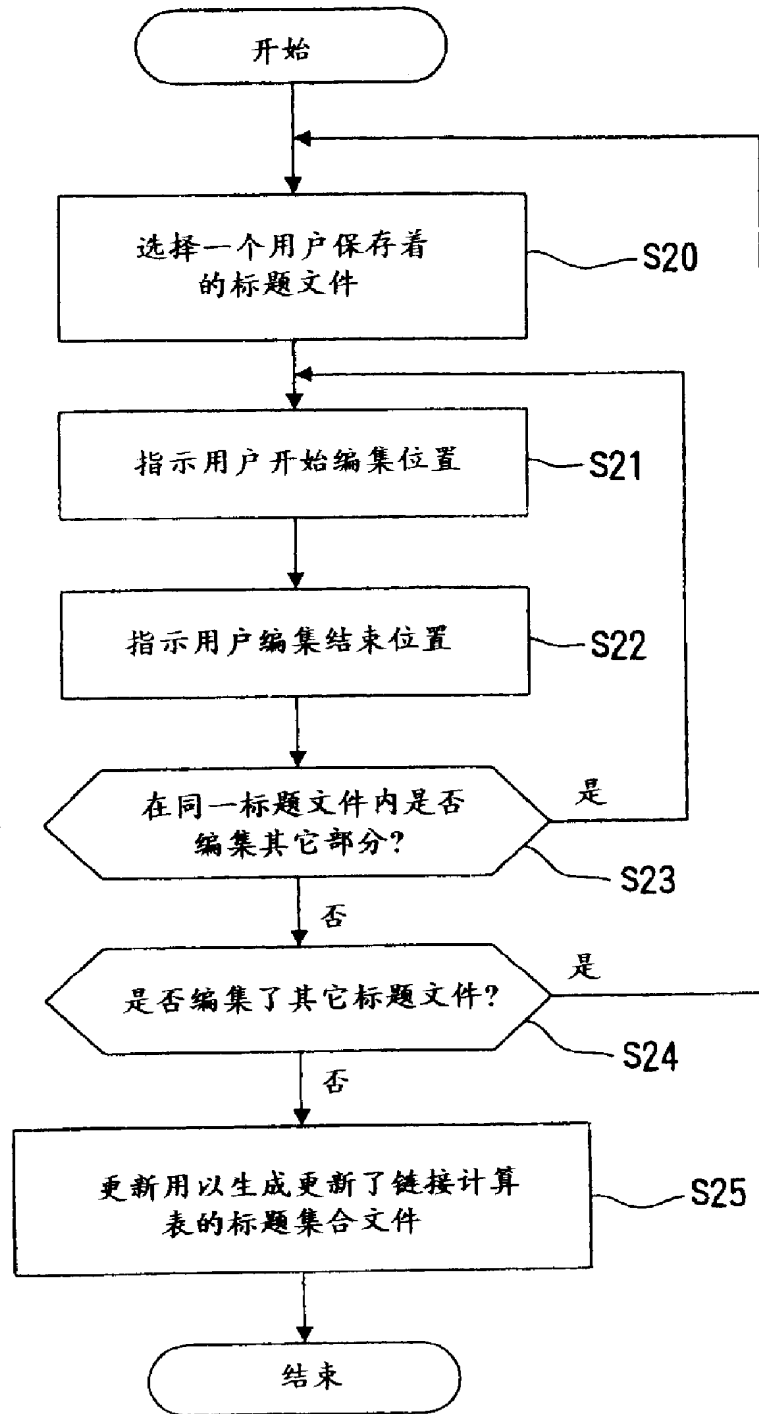 开始
选择一个用户保存着
的标题文件
S20
指示用户开始编集位置
S21
指示用户编集结束位置
S22
在同一标题文件内是否
编集其它部分?
是
S23
否
是否编集了其它标题文件?
是
S24
否
更新用以生成更新了链接计算
表的标题集合文件
S25
结束